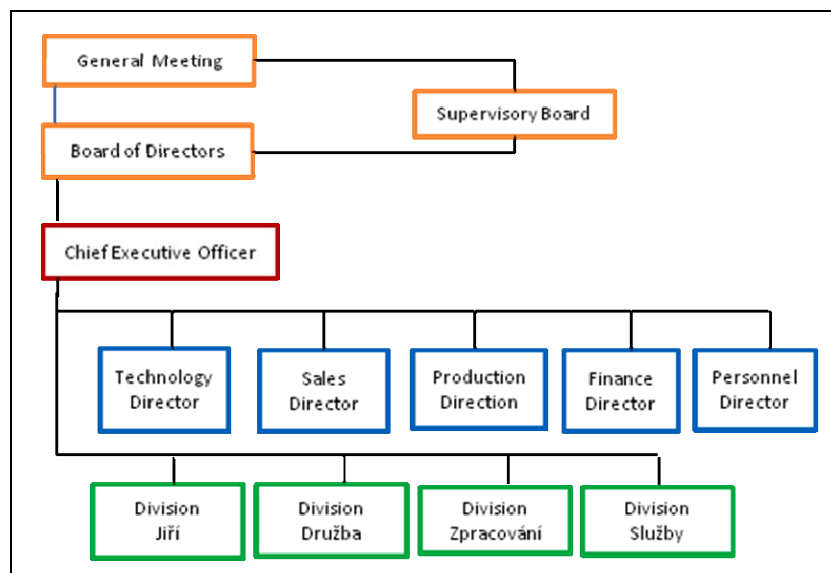 General Meeting
Supervisory Board
Board of Directors
Chief Executive Officer
Technology
Director
Sales
Director
Production
Direction
Finance
Director
Personnel
Director
Division
Jiří
Division
Družba
Division
Zpracování
Division
Služby